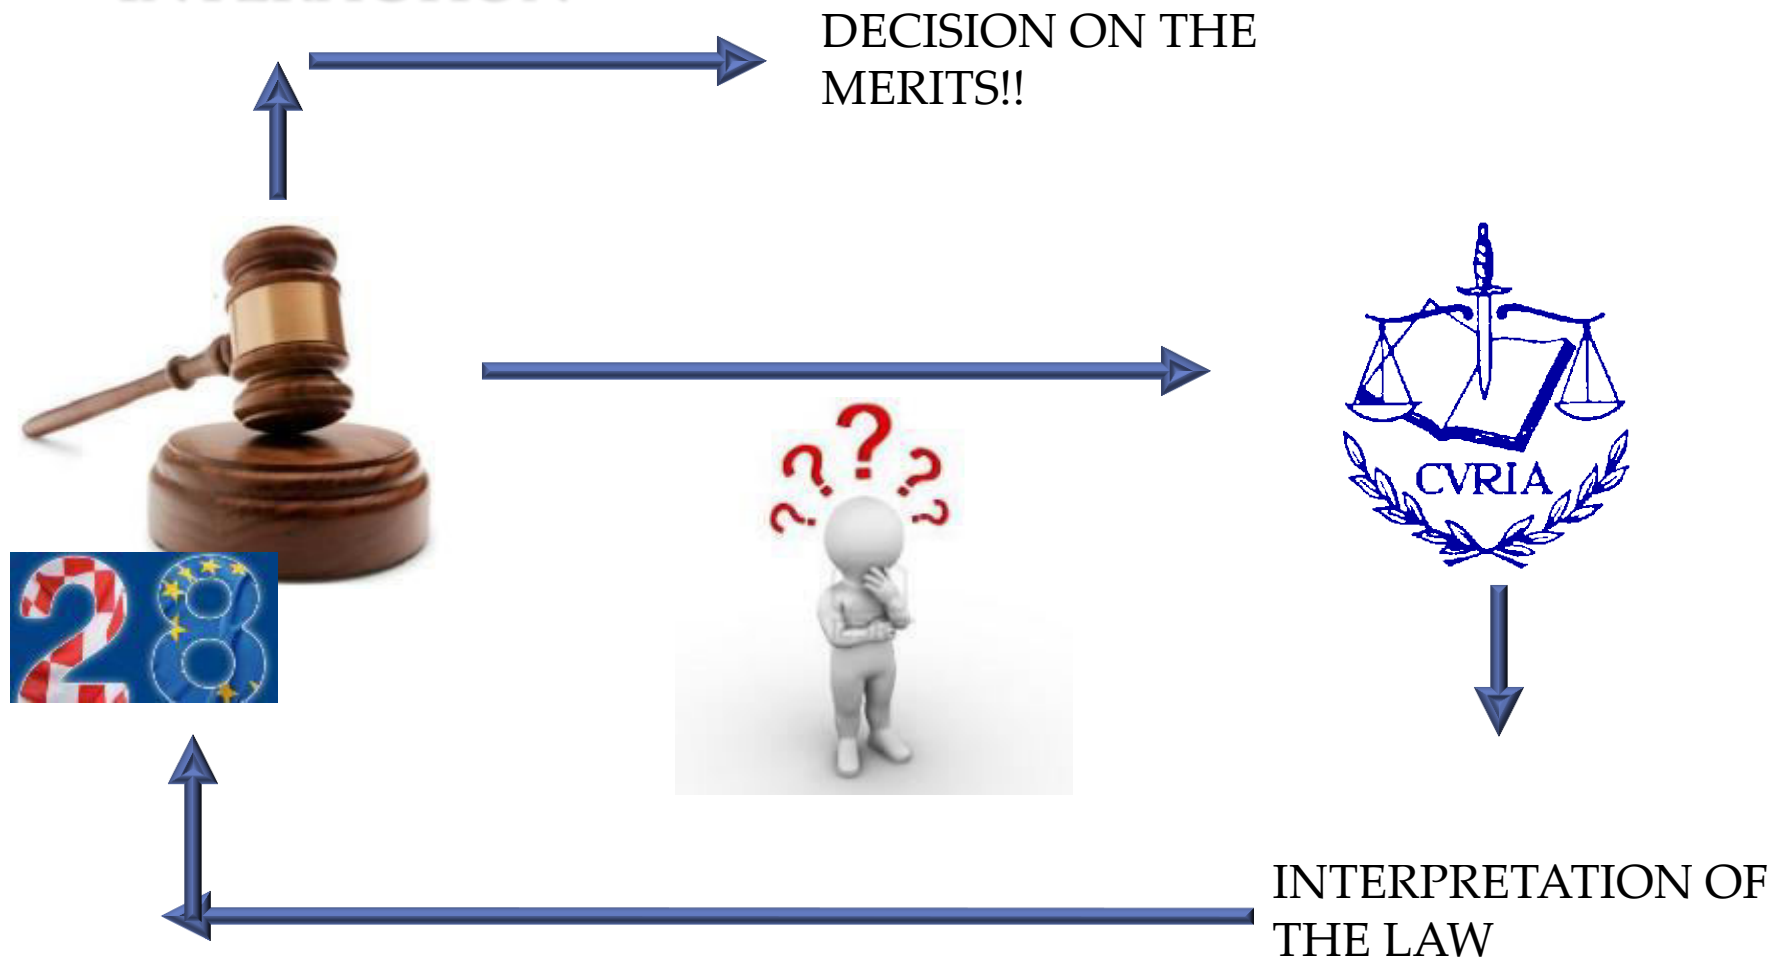 DECISION ON THE
MERITS!!
? ? ? ? ?
CVRIA
28
INTERPRETATION OF
THE LAW